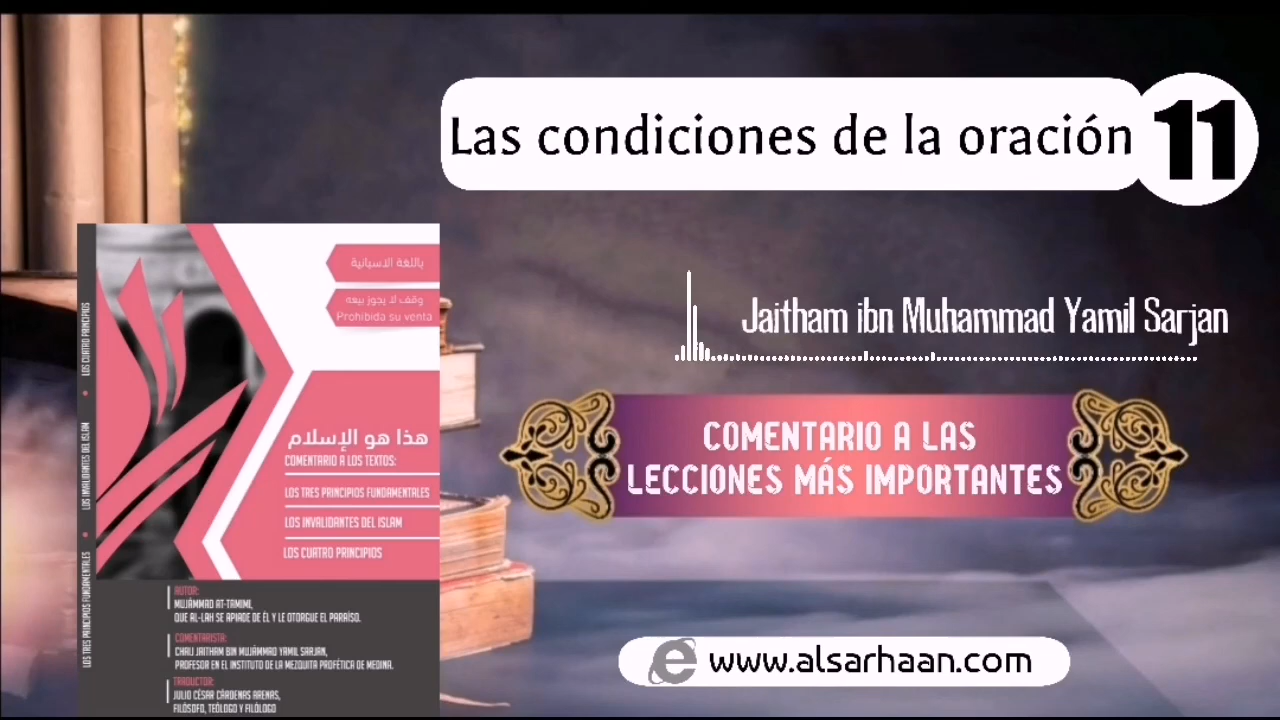 Las condiciones de la oración 11
Jaitham ibn Muhammad Yamil Sarjan
COMENTARIO A LAS
LECCIONES MÁS IMPORTANTES
www.alsarhaan.com
باللغة الاسبانية
وقف لا يجوز بيعه
Prohibida su venta
هذا هو الإسلام
COMENTARIO A LOS TEXTOS:
LOS TRES PRINCIPIOS FUNDAMENTALES
LOS INVALIDANTES DEL ISLAM
LOS CUATRO PRINCIPIOS
AUTOR:
MUJÁMMAD AT-TAMIMI,
QUE AL-LAH SE APIADE DE ÉL Y LE OTORGUE EL PARAÍSO.
COMENTARISTA:
CHAIJ JAITHAM BIN MUJÁMMAD YAMIL SARJAN,
PROFESOR EN EL INSTITUTO DE LA MEZQUITA PROFÉTICA DE MEDINA.
TRADUCTOR:
JULIO CÉSAR CÁRDENAS ARENAS,
FILÓSOFO, TEÓLOGO Y FILÓLOGO
LOS TRES PRINCIPIOS FUNDAMENTALES • LOS INVALIDANTES DEL ISLAM • LOS CUATRO PRINCIPIOS